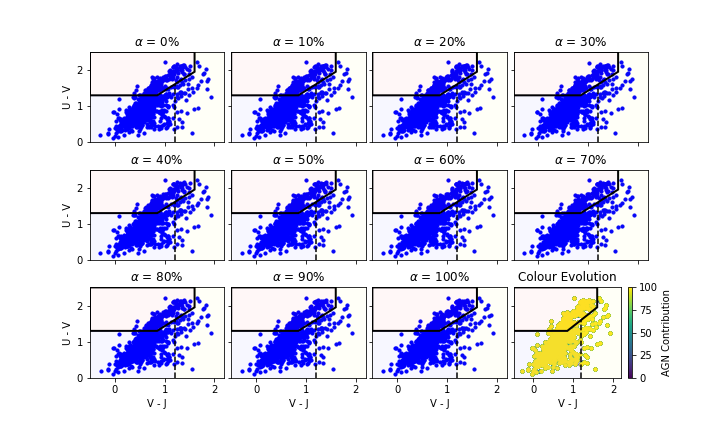 α = 0% α = 10% α = 20% α = 30%
2
1
0
U - V
α = 40% α = 50% α = 60% α = 70%
2
1
0
U - V
α = 80% α = 90% α = 100% Colour Evolution
2
1
0
U - V
100
75
50
25
0
AGN Contribution
0 1 2 0 1 2 0 1 2 0 1 2
V - J V - J V - J V - J